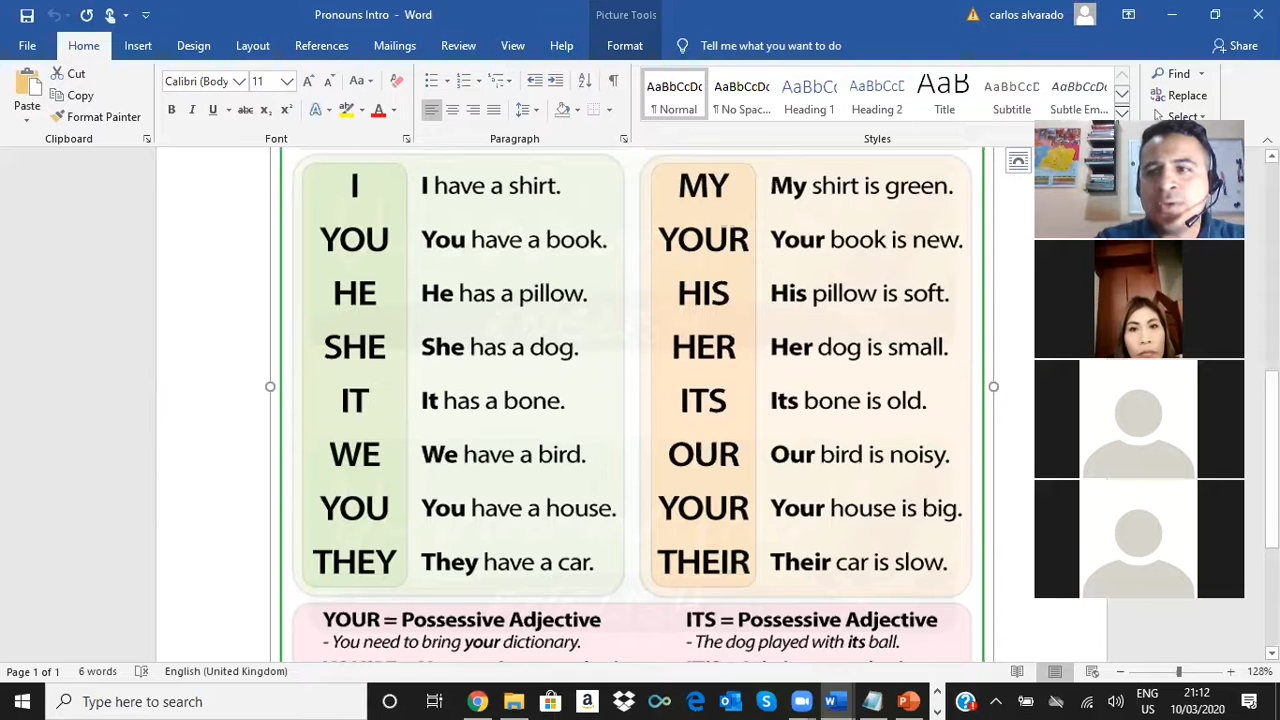 Pronouns Intro - Word
Picture Tools
carlos alvarado
File Home Insert Design Layout References Mailings Review View Help Format Tell me what you want to do Share
Cut
Copy
Paste
Format Painter
Clipboard
Calibri (Body 11
Font
Paragraph
AaBbCcDc AaBbCcDc AaBbCc AaBbCcD AaB AaBbCcD AaBbCcDc
¶ Normal ¶ No Spac... Heading 1 Heading 2 Title Subtitle Subtle Em...
Styles
Find
Replace
Select
I I have a shirt. MY My shirt is green.
YOU You have a book. YOUR Your book is new.
HE He has a pillow. HIS His pillow is soft.
SHE She has a dog. HER Her dog is small.
IT It has a bone. ITS Its bone is old.
WE We have a bird. OUR Our bird is noisy.
YOU You have a house. YOUR Your house is big.
THEY They have a car. THEIR Their car is slow.
YOUR = Possessive Adjective ITS = Possessive Adjective
- You need to bring your dictionary. - The dog played with its ball.
Page 1 of 1 6 words English (United Kingdom) 128%
Type here to search
ENG 21:12
US 10/03/2020